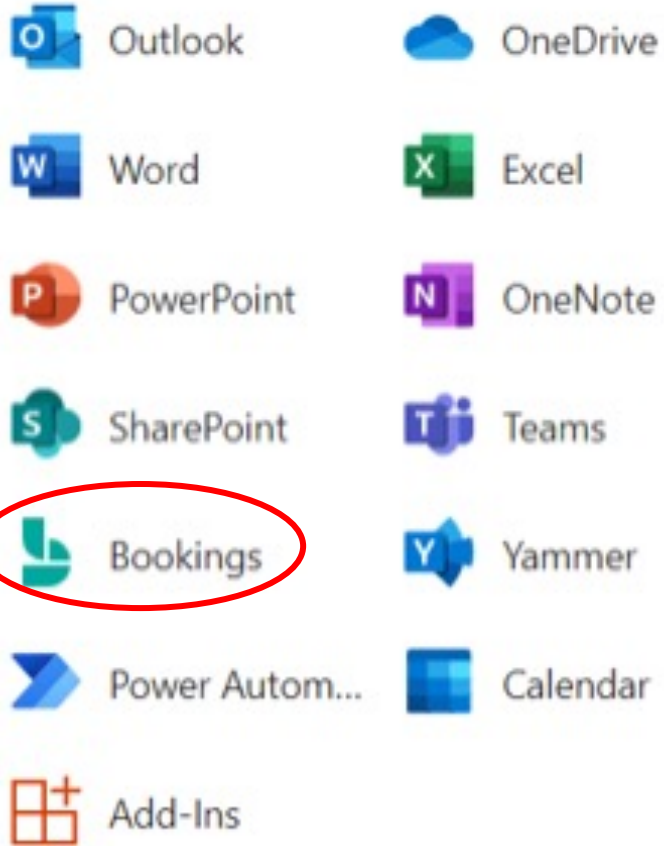 Outlook OneDrive
Word Excel
PowerPoint OneNote
SharePoint Teams
Bookings Yammer
Power Autom... Calendar
Add-Ins